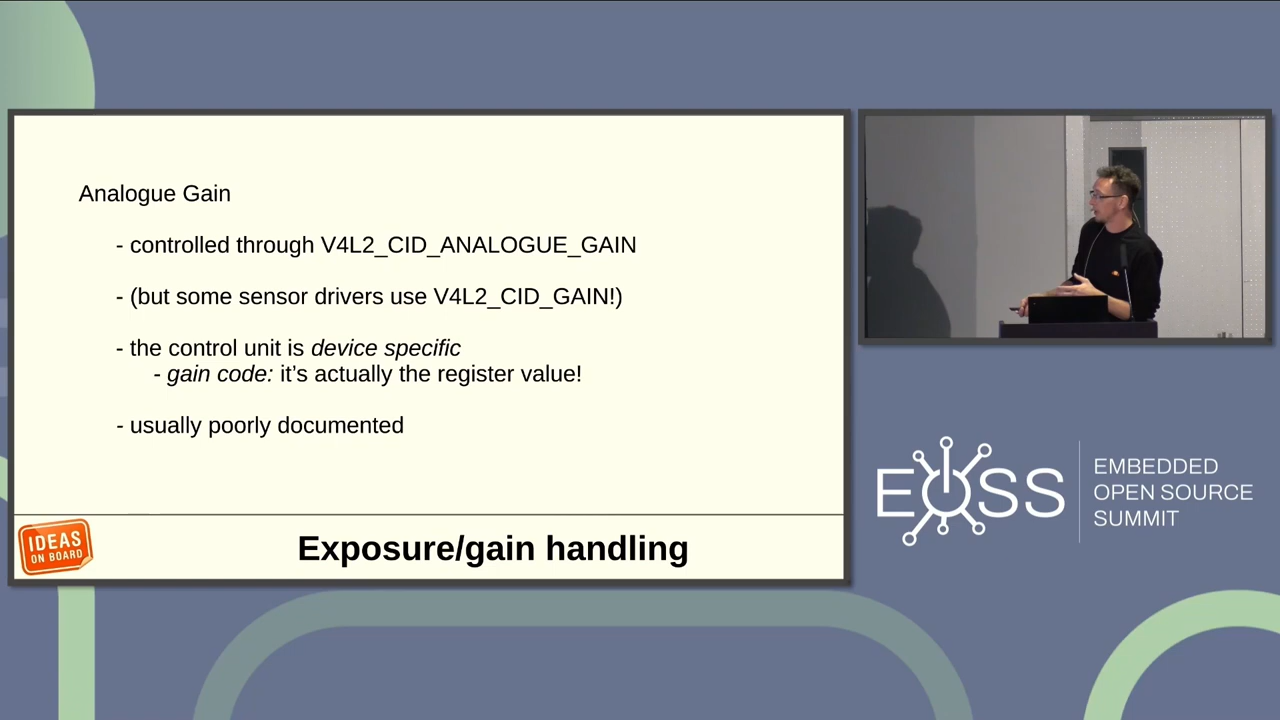 Analogue Gain
- controlled through V4L2_CID_ANALOGUE_GAIN
- (but some sensor drivers use V4L2_CID_GAIN!)
- the control unit is device specific
- gain code: it's actually the register value!
- usually poorly documented
IDEAS
ON BOARD
Exposure/gain handling
EOSS
EMBEDDED
OPEN SOURCE
SUMMIT